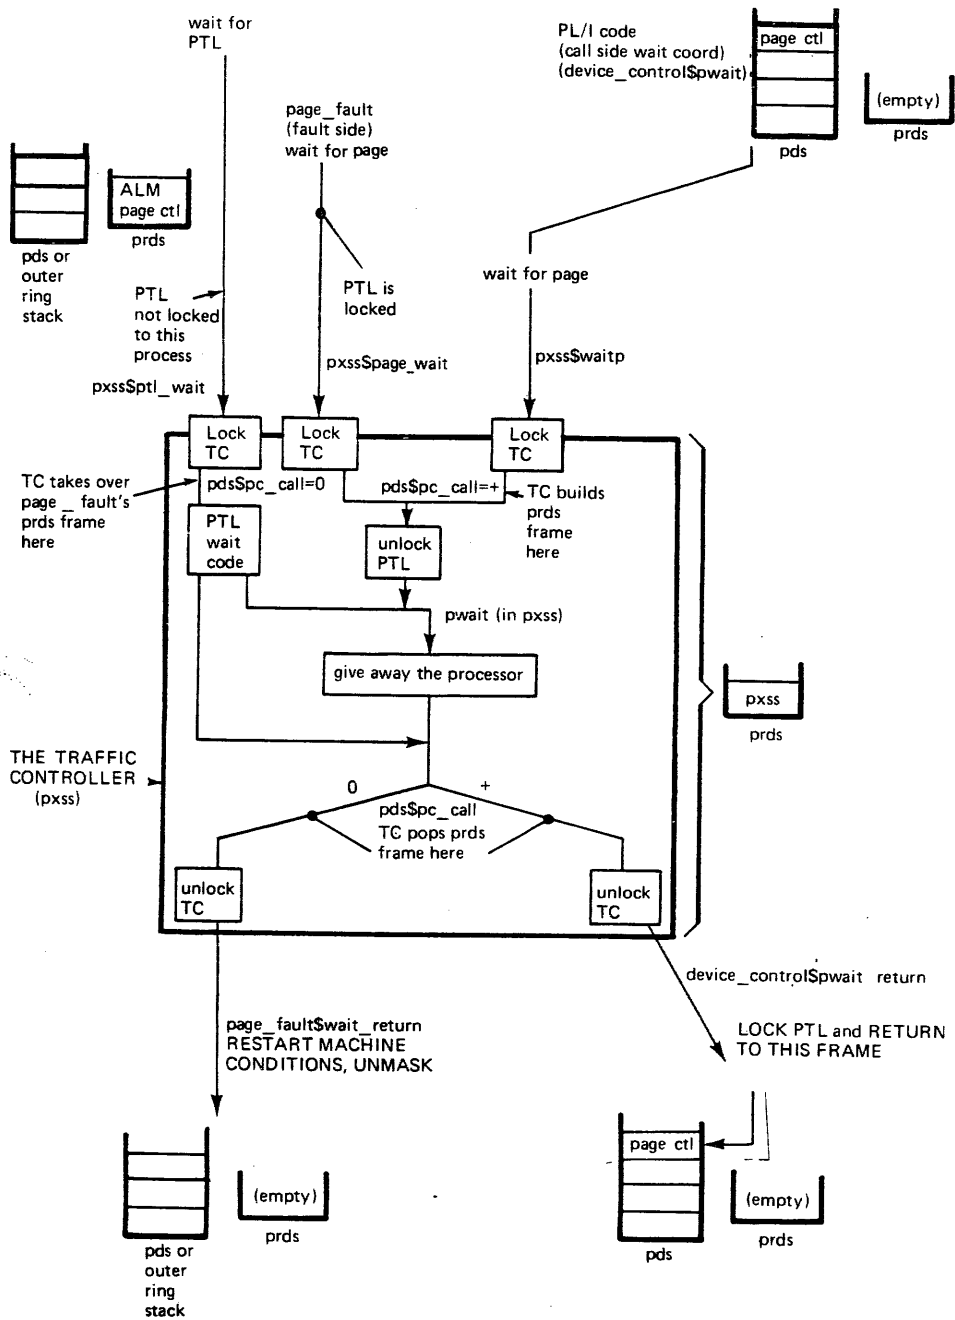 wait for
PTL
PL/I code
(call side wait coord)
(device_control$pwait)
page ctl
(empty)
prds
pds
page_fault
(fault side)
wait for page
ALM
page ctl
prds
pds or
outer
ring
stack
wait for page
PTL is
locked
PTL
not locked
to this
process
pxss$page_wait
pxss$waitp
pxss$ptl_wait
Lock
TC
Lock
TC
Lock
TC
TC takes over
page_fault's
prds frame
here
pds$pc_call=0
pds$pc_call=+
TC builds
prds
frame
here
PTL
wait
code
unlock
PTL
pwait (in pxss)
give away the processor
pxss
prds
THE TRAFFIC
CONTROLLER
(pxss)
0
+
pds$pc_call
TC pops prds
frame here
unlock
TC
unlock
TC
device_control$pwait return
page_fault$wait_return
RESTART MACHINE
CONDITIONS, UNMASK
LOCK PTL and RETURN
TO THIS FRAME
page ctl
(empty)
prds
(empty)
prds
pds or
outer
ring
stack
pds